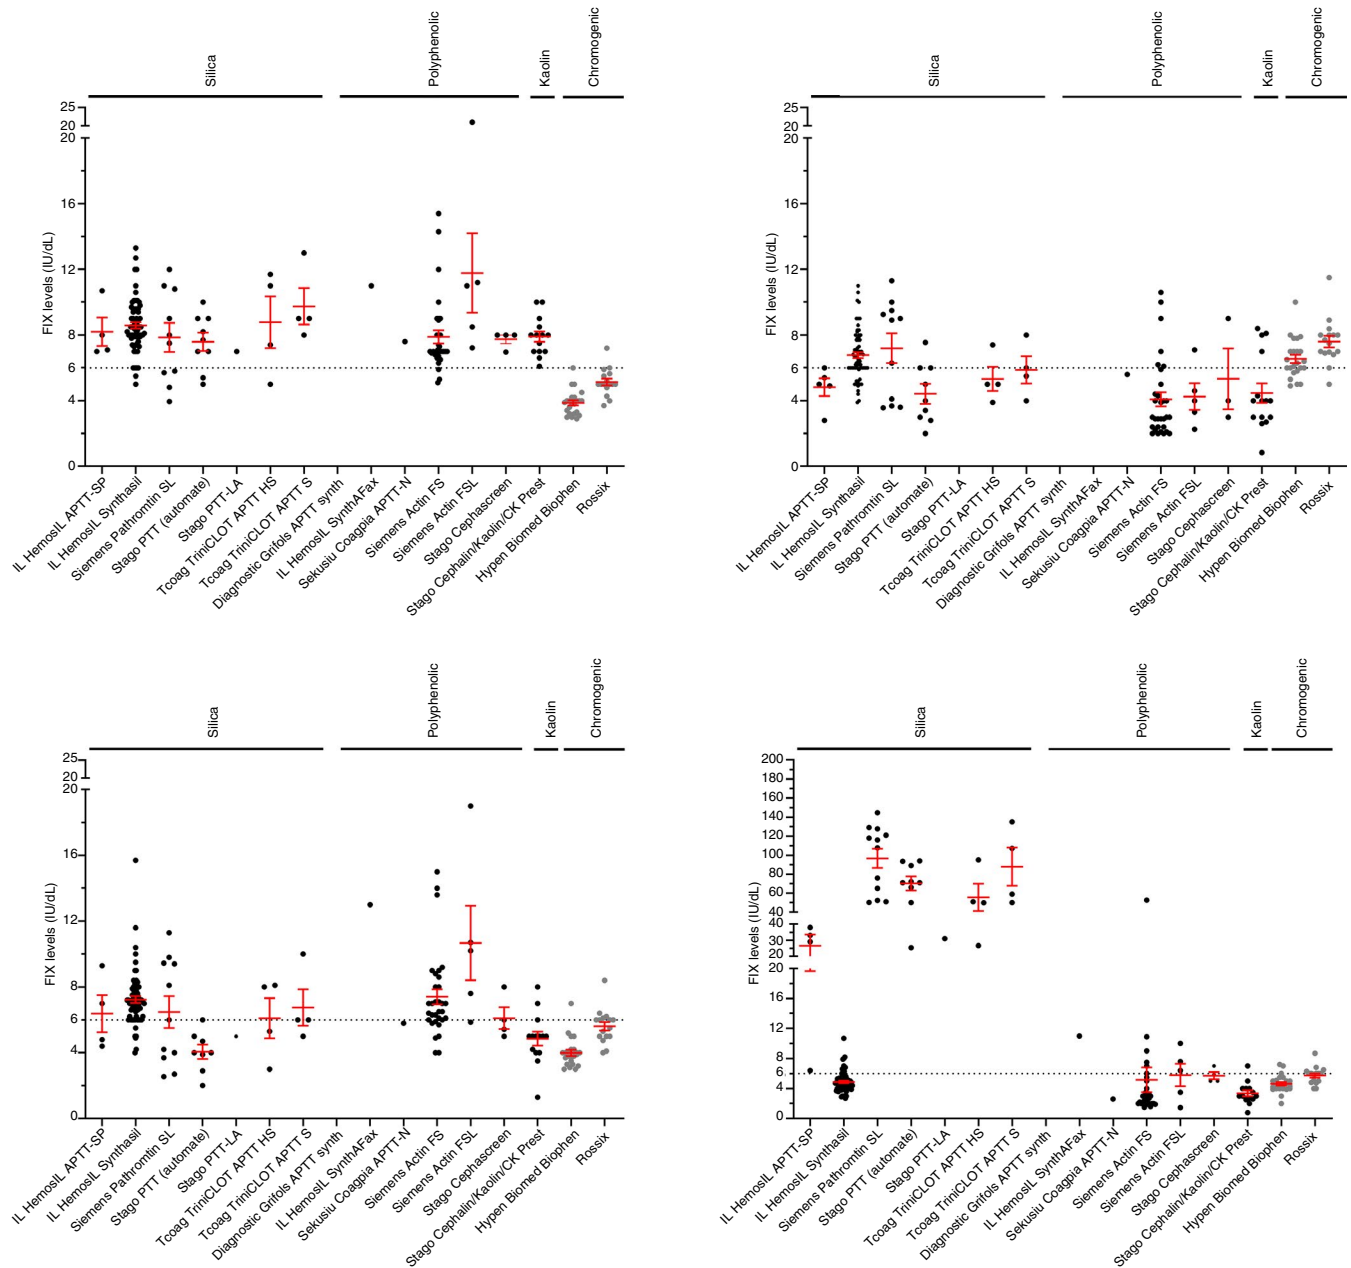 Silica
Polyphenolic
Kaolin
Chromogenic
FIX levels (IU/dL)
25
20
20
16
12
8
6
4
0
IL HemosIL APTT-SP
IL HemosIL Synthasil
Siemens Pathromtin SL
Stago PTT (automate)
Stago PTT-LA
Tcoag TriniCLOT APTT HS
Tcoag TriniCLOT APTT S
Diagnostic Grifols APTT synth
IL HemosIL SynthAFax
Sekusiu Coagpia APTT-N
Siemens Actin FS
Siemens Actin FSL
Stago Cephascreen
Stago Cephalin/Kaolin/CK Prest
Hypen Biomed Biophen
Rossix
Silica
Polyphenolic
Kaolin
Chromogenic
FIX levels (IU/dL)
25
20
20
16
12
8
6
4
0
IL HemosIL APTT-SP
IL HemosIL Synthasil
Siemens Pathromtin SL
Stago PTT (automate)
Stago PTT-LA
Tcoag TriniCLOT APTT HS
Tcoag TriniCLOT APTT S
Diagnostic Grifols APTT synth
IL HemosIL SynthAFax
Sekusiu Coagpia APTT-N
Siemens Actin FS
Siemens Actin FSL
Stago Cephascreen
Stago Cephalin/Kaolin/CK Prest
Hypen Biomed Biophen
Rossix
Silica
Polyphenolic
Kaolin
Chromogenic
FIX levels (IU/dL)
25
20
20
16
12
8
6
4
0
IL HemosIL APTT-SP
IL HemosIL Synthasil
Siemens Pathromtin SL
Stago PTT (automate)
Stago PTT-LA
Tcoag TriniCLOT APTT HS
Tcoag TriniCLOT APTT S
Diagnostic Grifols APTT synth
IL HemosIL SynthAFax
Sekusiu Coagpia APTT-N
Siemens Actin FS
Siemens Actin FSL
Stago Cephascreen
Stago Cephalin/Kaolin/CK Prest
Hypen Biomed Biophen
Rossix
Silica
Polyphenolic
Kaolin
Chromogenic
FIX levels (IU/dL)
200
180
160
140
120
100
80
60
40
40
20
20
16
12
8
6
4
0
IL HemosIL APTT-SP
IL HemosIL Synthasil
Siemens Pathromtin SL
Stago PTT (automate)
Stago PTT-LA
Tcoag TriniCLOT APTT HS
Tcoag TriniCLOT APTT S
Diagnostic Grifols APTT synth
IL HemosIL SynthAFax
Sekusiu Coagpia APTT-N
Siemens Actin FS
Siemens Actin FSL
Stago Cephascreen
Stago Cephalin/Kaolin/CK Prest
Hypen Biomed Biophen
Rossix